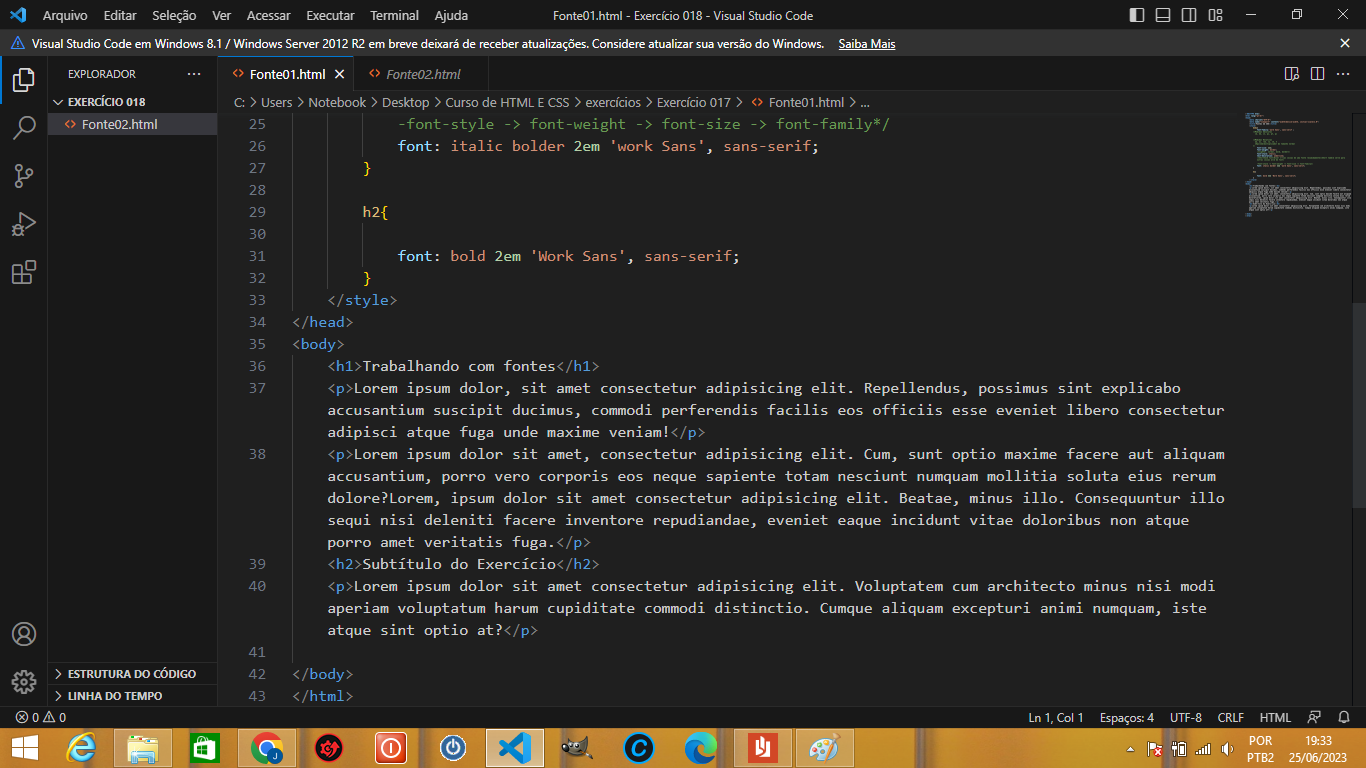 Arquivo Editar Seleção Ver Acessar Executar Terminal Ajuda Fonte01.html - Exercício 018 - Visual Studio Code
Visual Studio Code em Windows 8.1 / Windows Server 2012 R2 em breve deixará de receber atualizações. Considere atualizar sua versão do Windows. Saiba Mais
EXPLORADOR
EXERCÍCIO 018
Fonte02.html
ESTRUTURA DO CÓDIGO
LINHA DO TEMPO
Fonte01.html Fonte02.html
C: > Users > Notebook > Desktop > Curso de HTML E CSS > exercícios > Exercício 017 > Fonte01.html > ...
25 -font-style -> font-weight -> font-size -> font-family*/
26 font: italic bolder 2em 'work Sans', sans-serif;
27 }
28
29 h2{
30
31 font: bold 2em 'Work Sans', sans-serif;
32 }
33 </style>
34 </head>
35 <body>
36 <h1>Trabalhando com fontes</h1>
37 <p>Lorem ipsum dolor, sit amet consectetur adipisicing elit. Repellendus, possimus sint explicabo
accusantium suscipit ducimus, commodi perferendis facilis eos officiis esse eveniet libero consectetur
adipisci atque fuga unde maxime veniam!</p>
38 <p>Lorem ipsum dolor sit amet, consectetur adipisicing elit. Cum, sunt optio maxime facere aut aliquam
accusantium, porro vero corporis eos neque sapiente totam nesciunt numquam mollitia soluta eius rerum
dolore?Lorem, ipsum dolor sit amet consectetur adipisicing elit. Beatae, minus illo. Consequuntur illo
sequi nisi deleniti facere inventore repudiandae, eveniet eaque incidunt vitae doloribus non atque
porro amet veritatis fuga.</p>
39 <h2>Subtítulo do Exercício</h2>
40 <p>Lorem ipsum dolor sit amet consectetur adipisicing elit. Voluptatem cum architecto minus nisi modi
aperiam voluptatum harum cupiditate commodi distinctio. Cumque aliquam excepturi animi numquam, iste
atque sint optio at?</p>
41
42 </body>
43 </html>
0 0 Ln 1, Col 1 Espaços: 4 UTF-8 CRLF HTML
POR 19:33
PTB2 25/06/2023